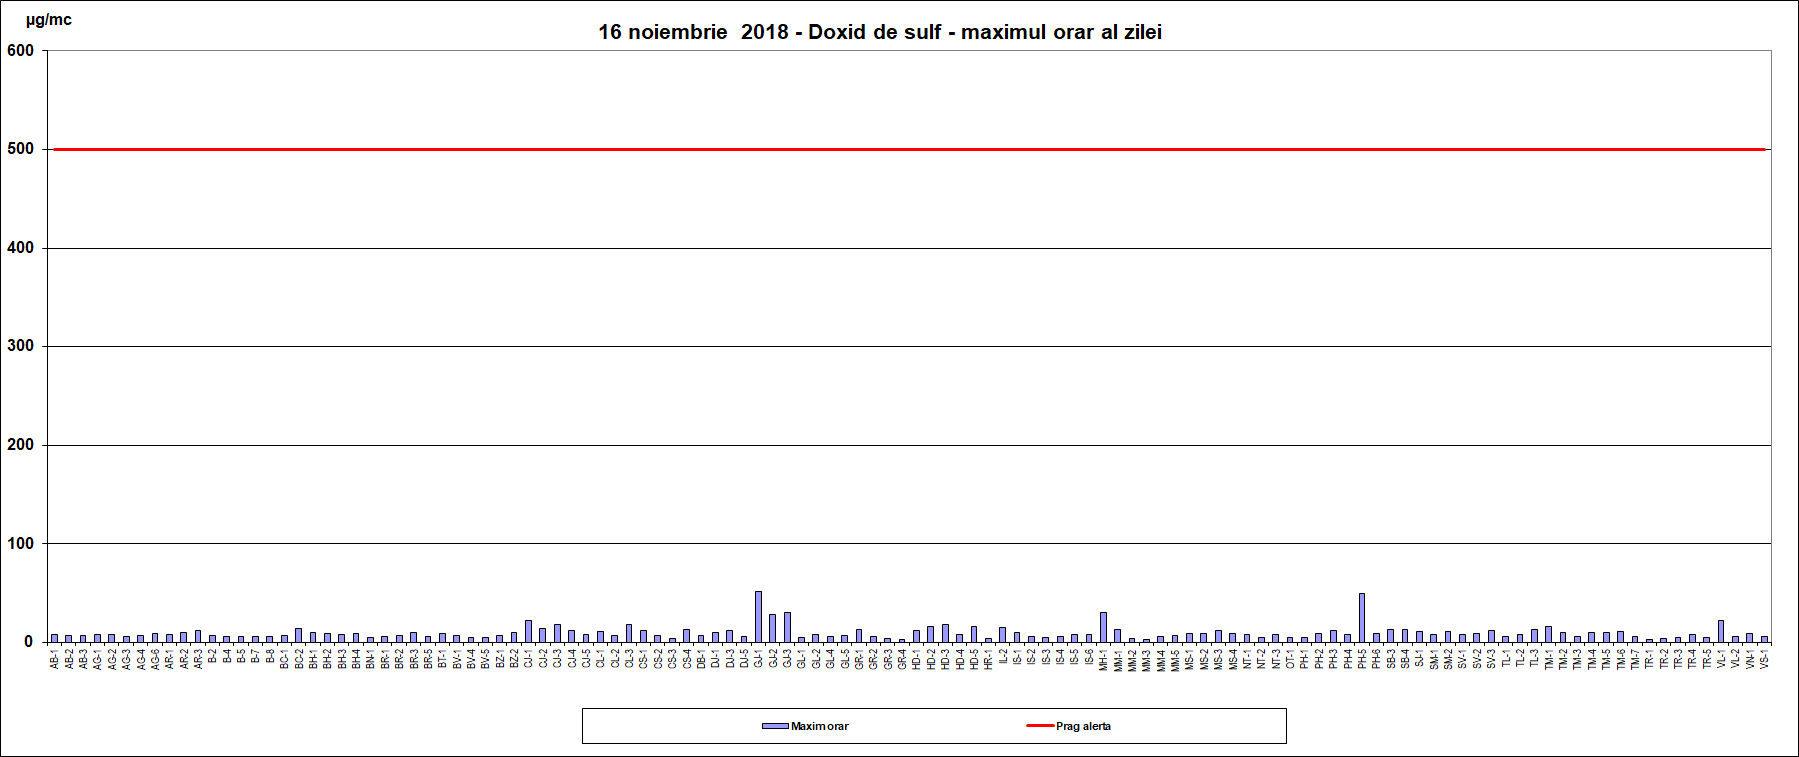 µg/mc
16 noiembrie  2018 - Doxid de sulf - maximul orar al zilei
600
500
400
300
200
100
0
AB-1 AB-2 AB-3 AG-1 AG-2 AG-3 AG-4 AG-6 AR-1 AR-2 AR-3 B-2 B-4 B-5 B-7 B-8 BC-1 BC-2 BH-1 BH-2 BH-3 BH-4 BN-1 BR-1 BR-2 BR-3 BR-5 BT-1 BV-1 BV-4 BV-5 BZ-1 BZ-2 CJ-1 CJ-2 CJ-3 CJ-4 CJ-5 CL-1 CL-2 CL-3 CS-1 CS-2 CS-3 CS-4 DB-1 DJ-1 DJ-3 DJ-5 GJ-1 GJ-2 GJ-3 GL-1 GL-2 GL-4 GL-5 GR-1 GR-2 GR-3 GR-4 HD-1 HD-2 HD-3 HD-4 HD-5 HR-1 IL-2 IS-1 IS-2 IS-3 IS-4 IS-5 IS-6 MH-1 MM-1 MM-2 MM-3 MM-4 MM-5 MS-1 MS-2 MS-3 MS-4 NT-1 NT-2 NT-3 OT-1 PH-1 PH-2 PH-3 PH-4 PH-5 PH-6 SB-3 SB-4 SJ-1 SM-1 SM-2 SV-1 SV-2 SV-3 TL-1 TL-2 TL-3 TM-1 TM-2 TM-3 TM-4 TM-5 TM-6 TM-7 TR-1 TR-2 TR-3 TR-4 TR-5 VL-1 VL-2 VN-1 VS-1
Maxim orar Prag alerta